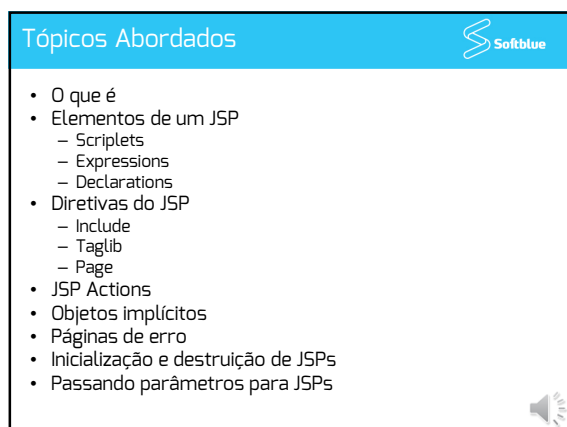 Tópicos Abordados
Softblue
• O que é
• Elementos de um JSP
– Scriplets
– Expressions
– Declarations
• Diretivas do JSP
– Include
– Taglib
– Page
• JSP Actions
• Objetos implícitos
• Páginas de erro
• Inicialização e destruição de JSPs
• Passando parâmetros para JSPs